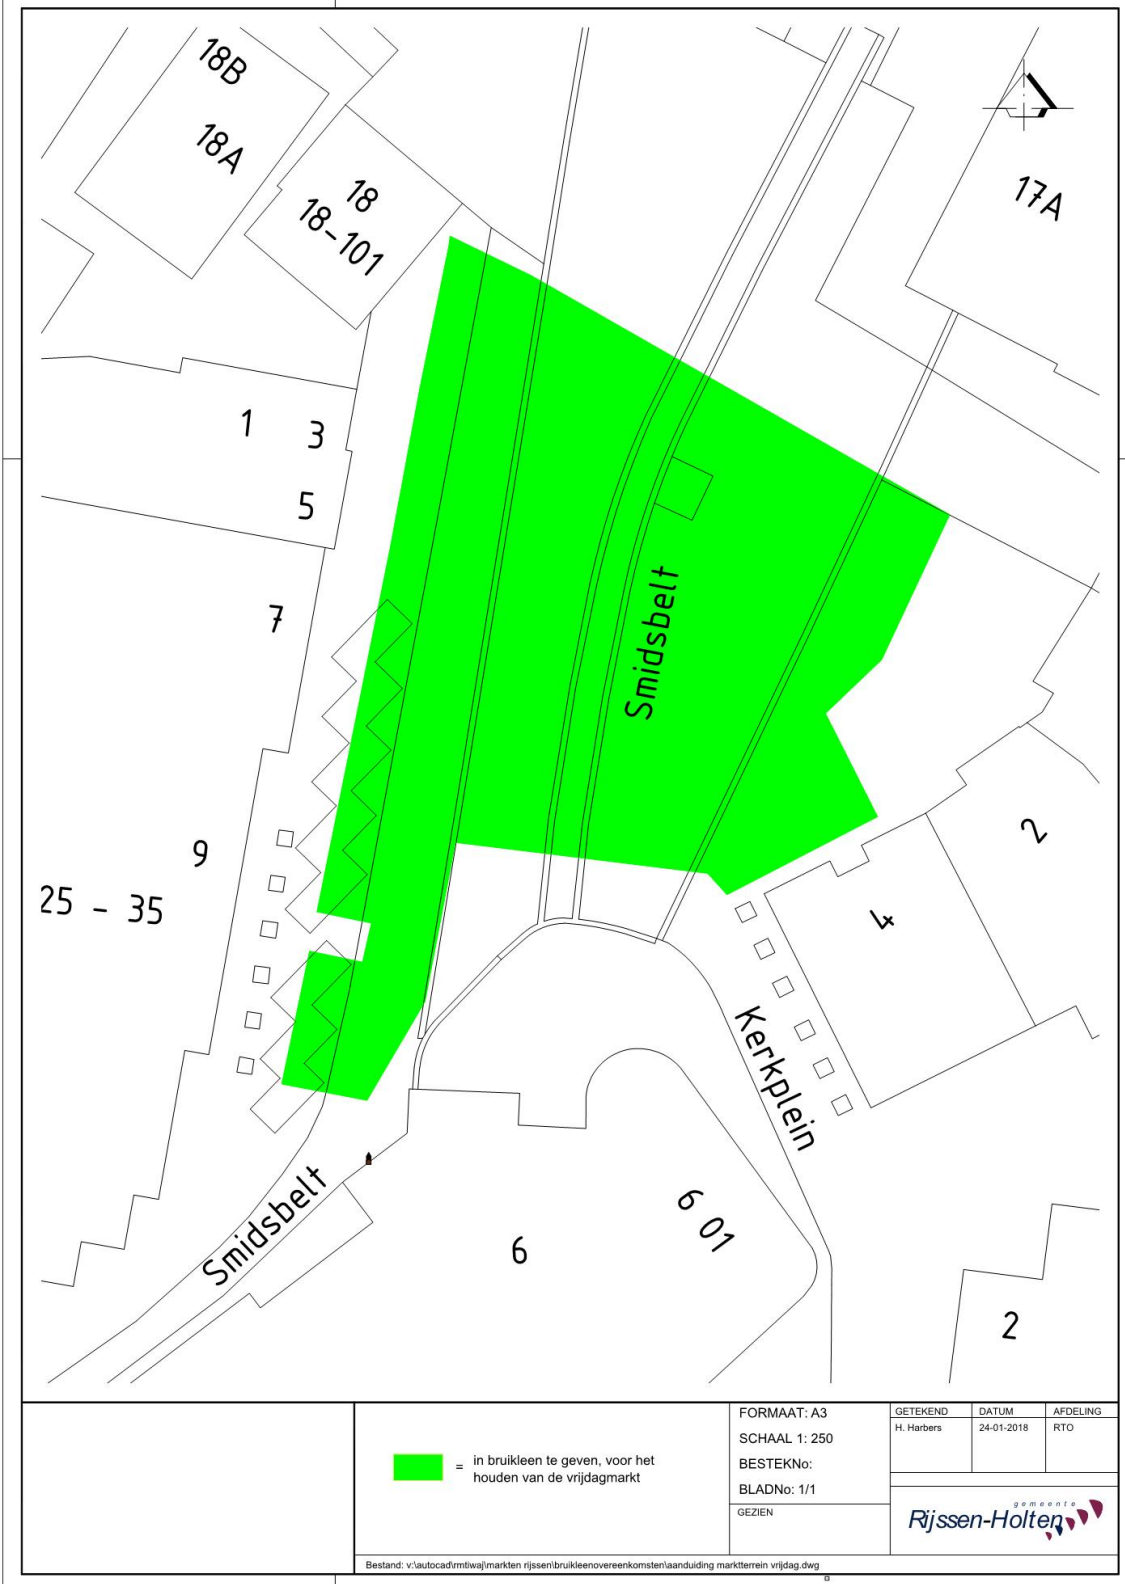 18B
18A
18
18-101
17A
1
3
5
7
Smidsbelt
9
25 - 35
2
4
Kerkplein
Smidsbelt
6
6 01
2
= in bruikleen te geven, voor het
houden van de vrijdagmarkt
FORMAAT: A3
SCHAAL 1: 250
BESTEKNo:
BLADNo: 1/1
GEZIEN
GETEKEND DATUM AFDELING
H. Harbers 24-01-2018 RTO
gemeente
Rijssen-Holten
Bestand: v:\autocad\rmtiwaj\markten rijssen\bruikleenovereenkomsten\aanduiding marktterrein vrijdag.dwg